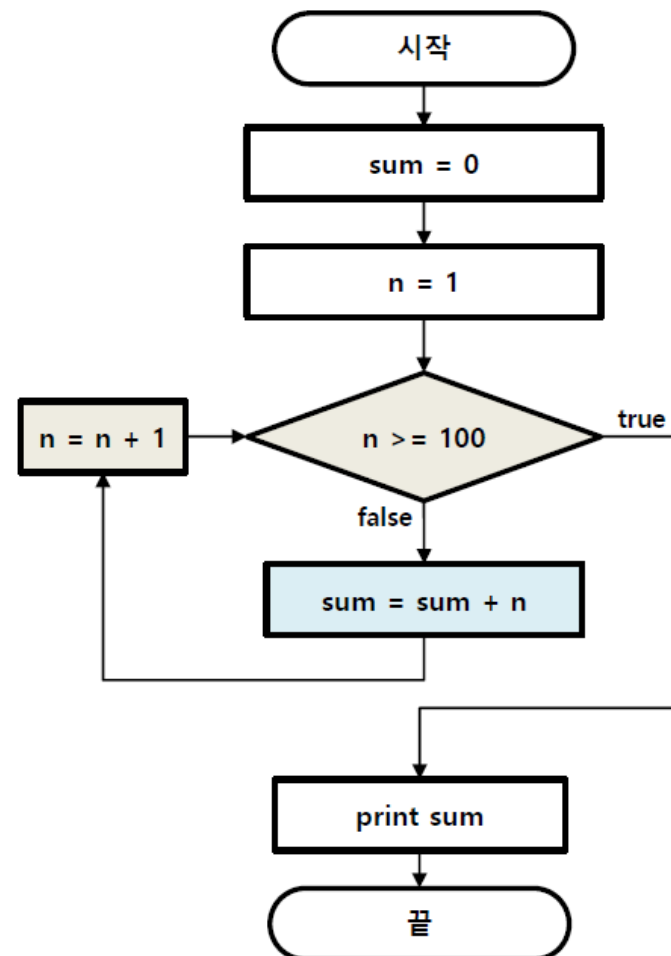 시작
sum = 0
n = 1
n = n + 1
n >= 100
true
false
sum = sum + n
print sum
끝